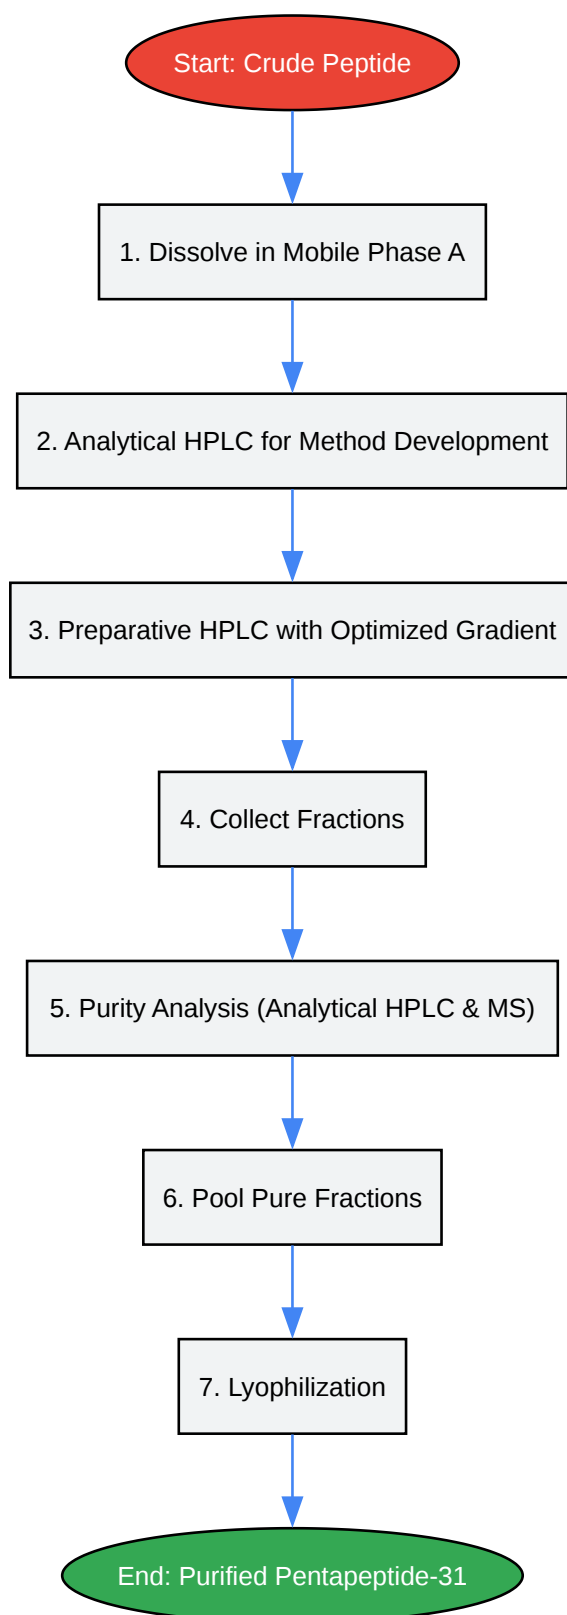 Start: Crude Peptide
1. Dissolve in Mobile Phase A
2. Analytical HPLC for Method Development
3. Preparative HPLC with Optimized Gradient
4. Collect Fractions
5. Purity Analysis (Analytical HPLC & MS)
6. Pool Pure Fractions
7. Lyophilization
End: Purified Pentapeptide-31